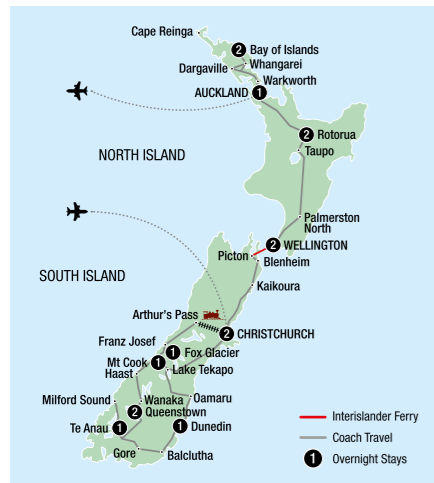 Cape Reinga
2 Bay of Islands
Whangarei
Dargaville
Warkworth
AUCKLAND 1
2 Rotorua
Taupo
NORTH ISLAND
Palmerston
North
2 WELLINGTON
Picton
Blenheim
SOUTH ISLAND
Kaikoura
Arthur's Pass
2 CHRISTCHURCH
Franz Josef
1 Fox Glacier
Mt Cook 1
Lake Tekapo
Haast
Milford Sound
Wanaka
Oamaru
2 Queenstown
Te Anau 1
1 Dunedin
Gore
Balclutha
Interislander Ferry
Coach Travel
1 Overnight Stays